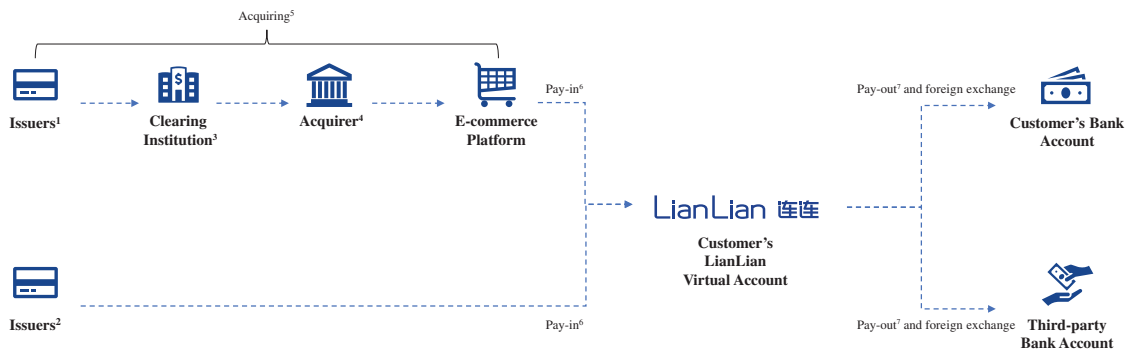 Acquiring⁵
Issuers¹
Clearing
Institution³
Acquirer⁴
E-commerce
Platform
Pay-in⁶
Pay-out⁷ and foreign exchange
Customer's Bank
Account
$
LianLian 连连
Customer's
LianLian
Virtual Account
Issuers²
Pay-in⁶
Pay-out⁷ and foreign exchange
Third-party
Bank Account